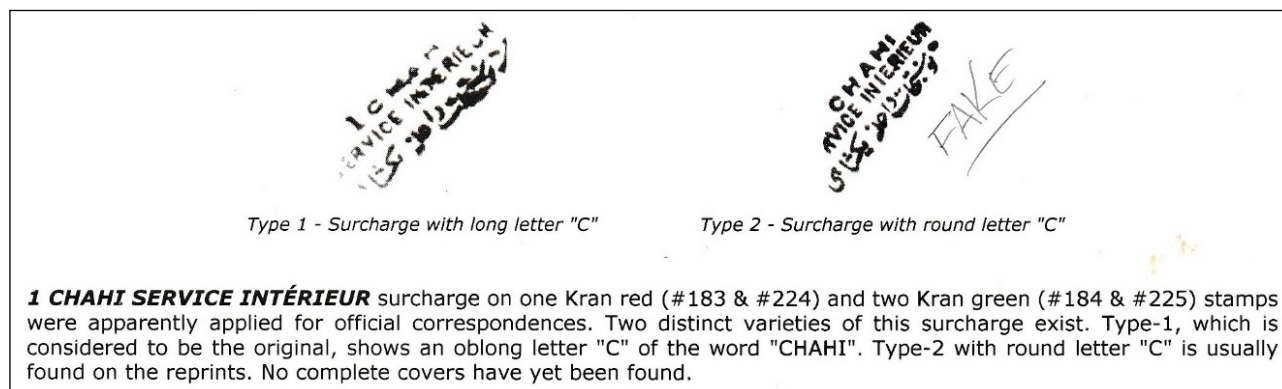 1 C
SERVICE INTERIEUR
CHAHI
RVICE INTERIEUR
FAKE
Type 1 - Surcharge with long letter "C"
Type 2 - Surcharge with round letter "C"
1 CHAHI SERVICE INTÉRIEUR surcharge on one Kran red (#183 & #224) and two Kran green (#184 & #225) stamps
were apparently applied for official correspondences. Two distinct varieties of this surcharge exist. Type-1, which is
considered to be the original, shows an oblong letter "C" of the word "CHAHI". Type-2 with round letter "C" is usually
found on the reprints. No complete covers have yet been found.